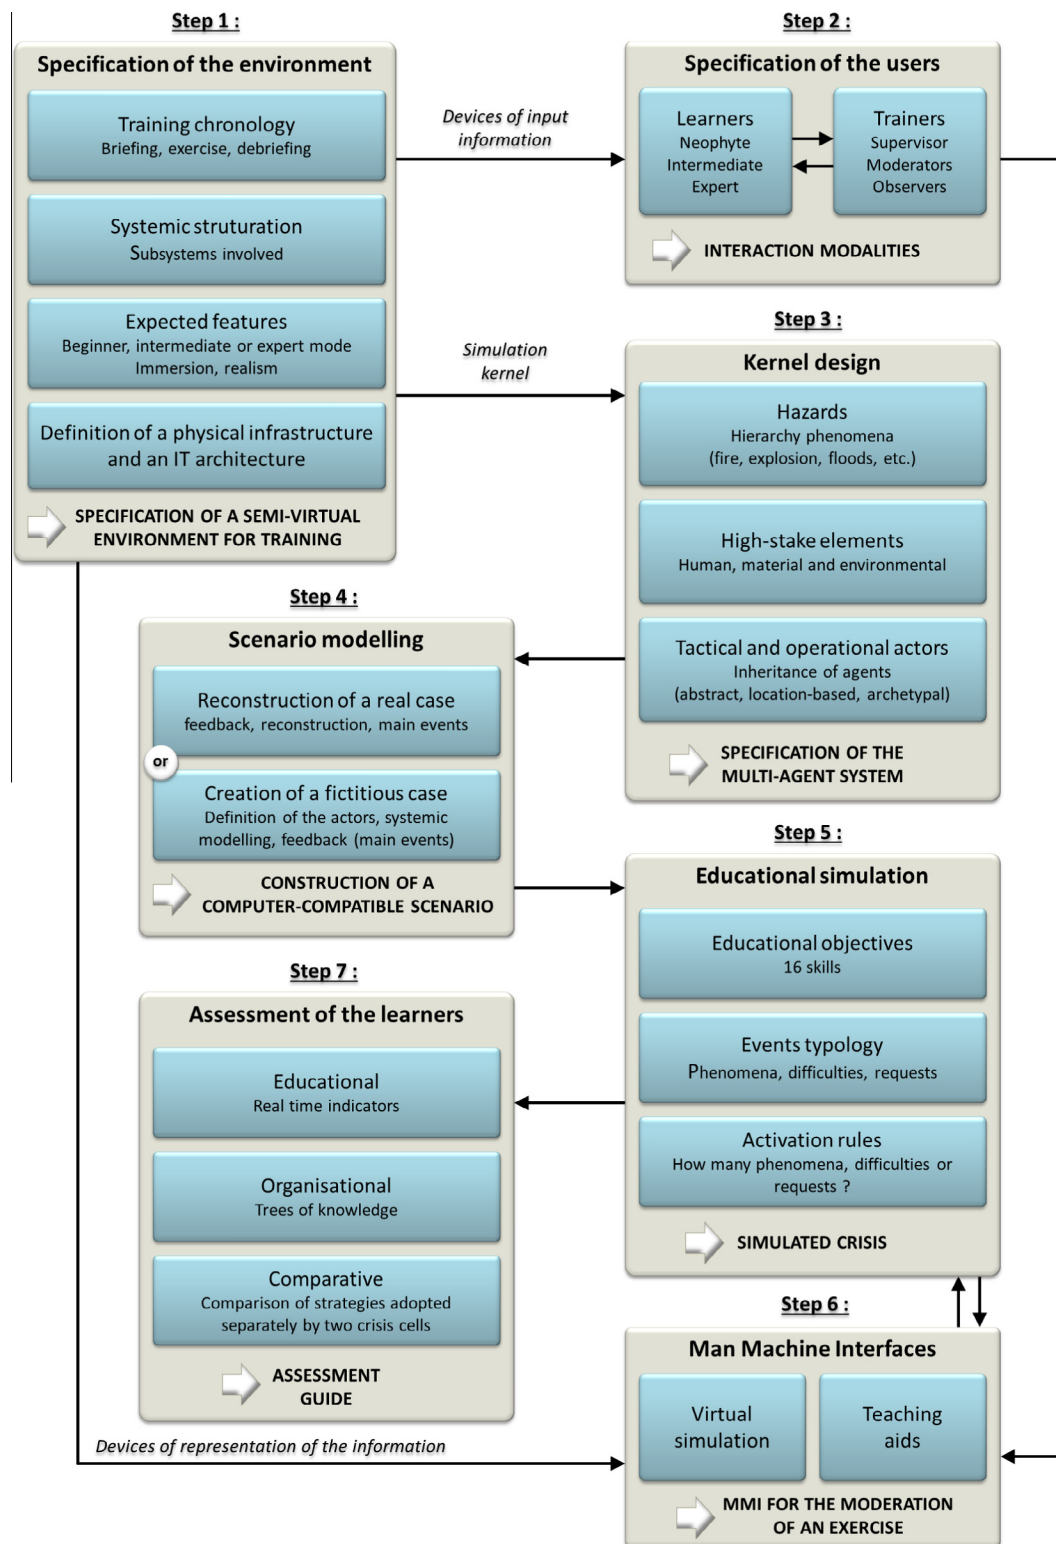 Step 1 :
Specification of the environment
Training chronology
Briefing, exercise, debriefing
Systemic struturation
Subsystems involved
Expected features
Beginner, intermediate or expert mode
Immersion, realism
Definition of a physical infrastructure
and an IT architecture
SPECIFICATION OF A SEMI-VIRTUAL
ENVIRONMENT FOR TRAINING
Devices of input
information
Step 2 :
Specification of the users
Learners
Neophyte
Intermediate
Expert
Trainers
Supervisor
Moderators
Observers
INTERACTION MODALITIES
Simulation
kernel
Step 3 :
Kernel design
Hazards
Hierarchy phenomena
(fire, explosion, floods, etc.)
High-stake elements
Human, material and environmental
Tactical and operational actors
Inheritance of agents
(abstract, location-based, archetypal)
SPECIFICATION OF THE
MULTI-AGENT SYSTEM
Step 4 :
Scenario modelling
Reconstruction of a real case
feedback, reconstruction, main events
or
Creation of a fictitious case
Definition of the actors, systemic
modelling, feedback (main events)
CONSTRUCTION OF A
COMPUTER-COMPATIBLE SCENARIO
Step 5 :
Educational simulation
Educational objectives
16 skills
Events typology
Phenomena, difficulties, requests
Activation rules
How many phenomena, difficulties or
requests ?
SIMULATED CRISIS
Step 7 :
Assessment of the learners
Educational
Real time indicators
Organisational
Trees of knowledge
Comparative
Comparison of strategies adopted
separately by two crisis cells
ASSESSMENT
GUIDE
Devices of representation of the information
Step 6 :
Man Machine Interfaces
Virtual
simulation
Teaching
aids
MMI FOR THE MODERATION
OF AN EXERCISE